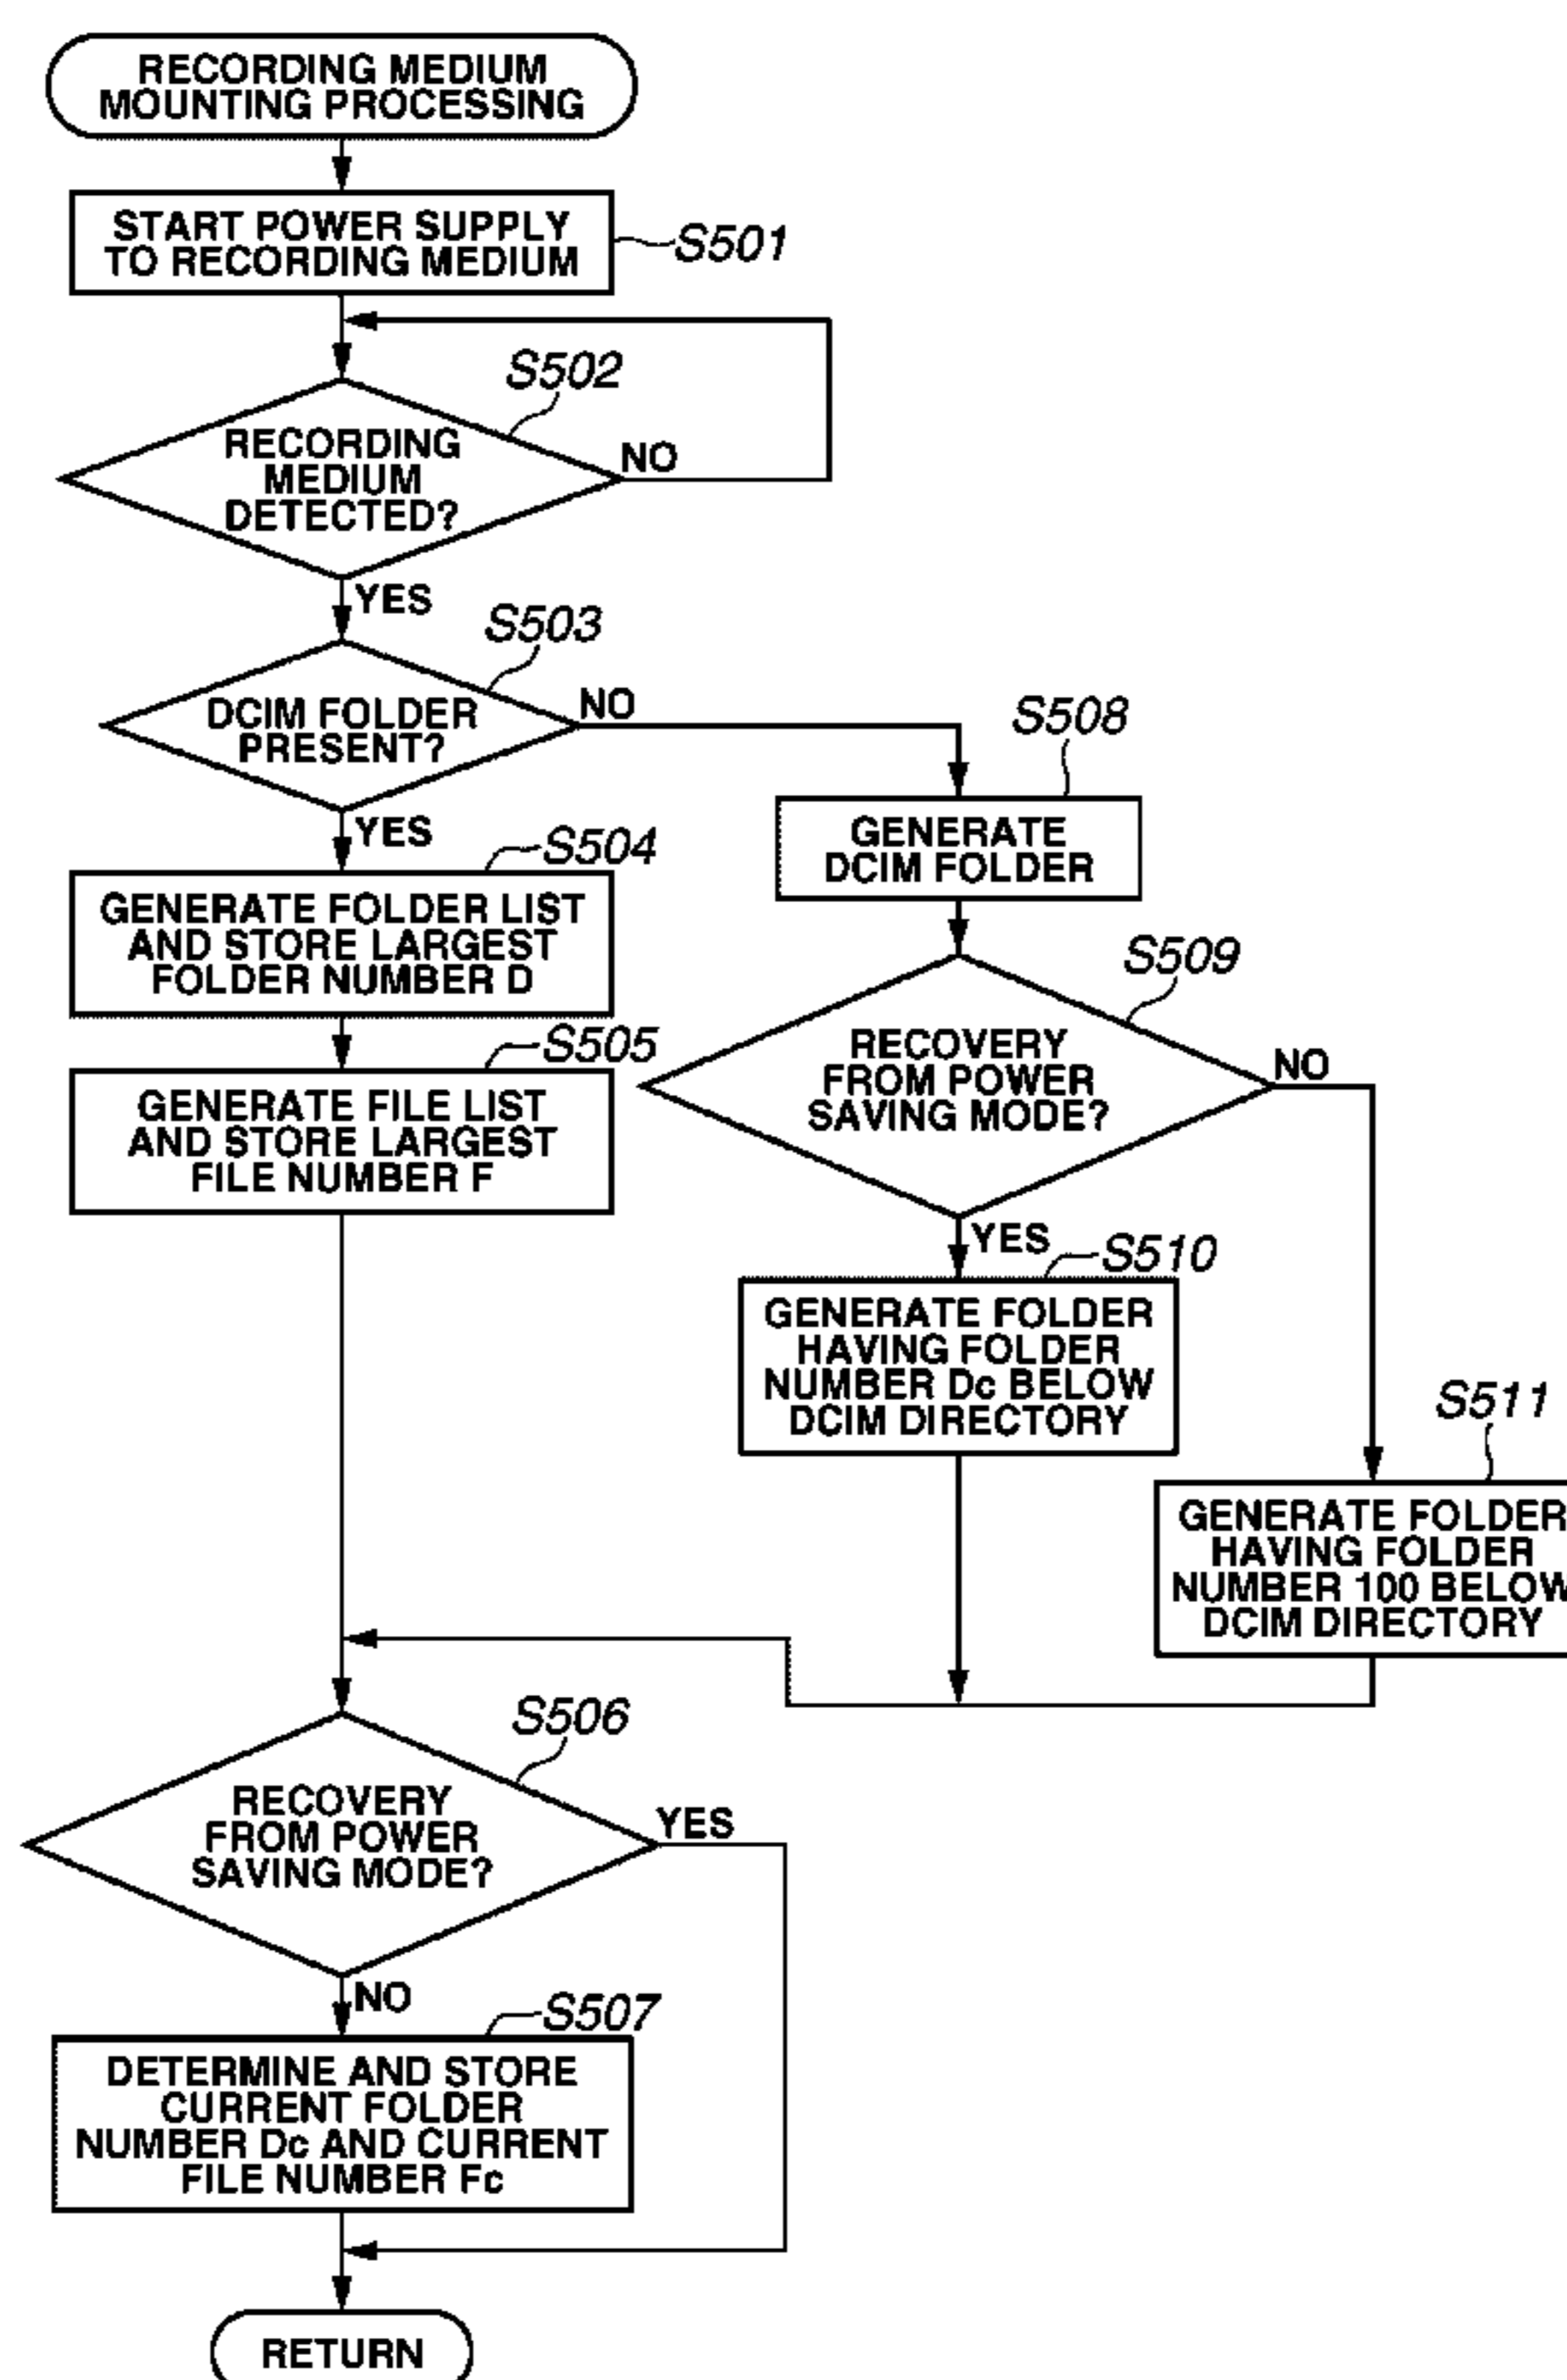 RECORDING MEDIUM
MOUNTING PROCESSING
START POWER SUPPLY
TO RECORDING MEDIUM
S501
S502
RECORDING
MEDIUM
DETECTED?
NO
YES
S503
DCIM FOLDER
PRESENT?
NO
YES
S508
GENERATE
DCIM FOLDER
S504
GENERATE FOLDER LIST
AND STORE LARGEST
FOLDER NUMBER D
S505
GENERATE FILE LIST
AND STORE LARGEST
FILE NUMBER F
S509
RECOVERY
FROM POWER
SAVING MODE?
NO
YES
S510
GENERATE FOLDER
HAVING FOLDER
NUMBER Dc BELOW
DCIM DIRECTORY
S511
GENERATE FOLDER
HAVING FOLDER
NUMBER 100 BELOW
DCIM DIRECTORY
S506
RECOVERY
FROM POWER
SAVING MODE?
YES
NO
S507
DETERMINE AND STORE
CURRENT FOLDER
NUMBER Dc AND CURRENT
FILE NUMBER Fc
RETURN